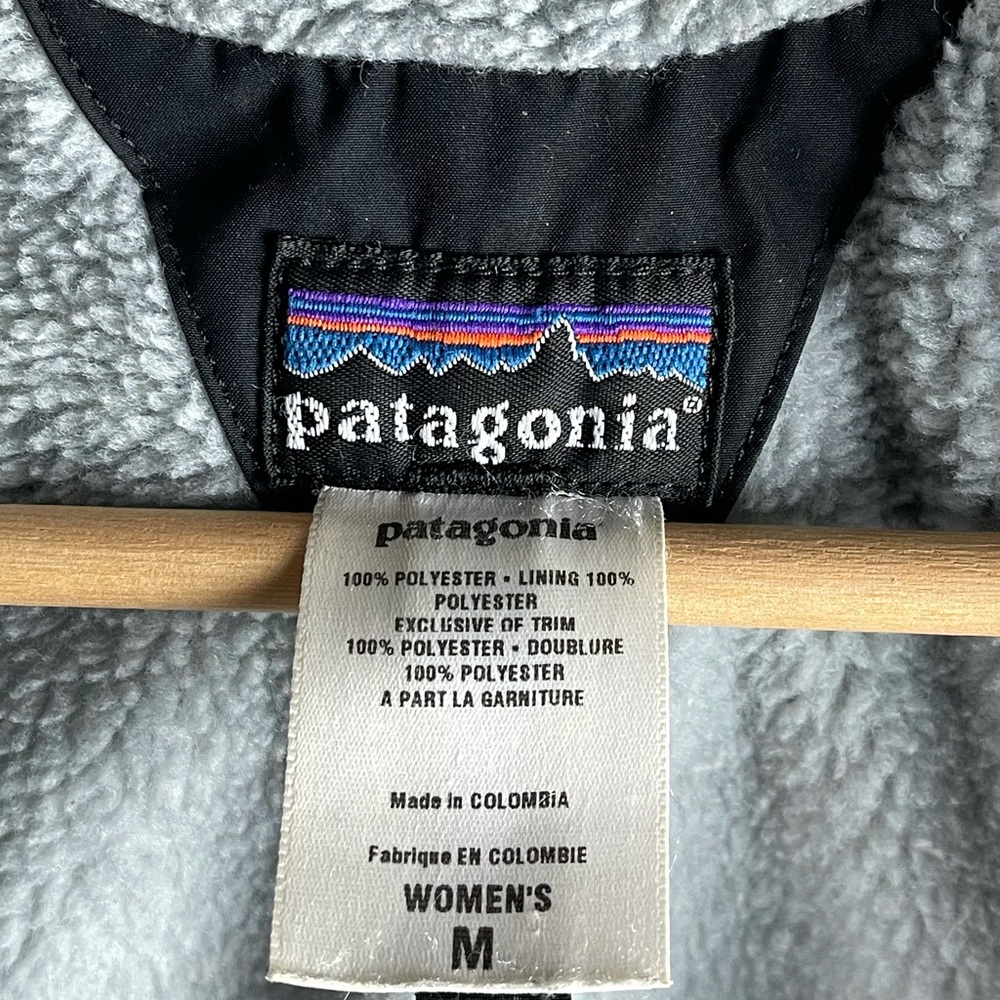 patagonia®
patagonia
100% POLYESTER • LINING 100%
POLYESTER
EXCLUSIVE OF TRIM
100% POLYESTER • DOUBLURE
100% POLYESTER
A PART LA GARNITURE
Made in COLOMBIA
Fabrique EN COLOMBIE
WOMEN'S
M